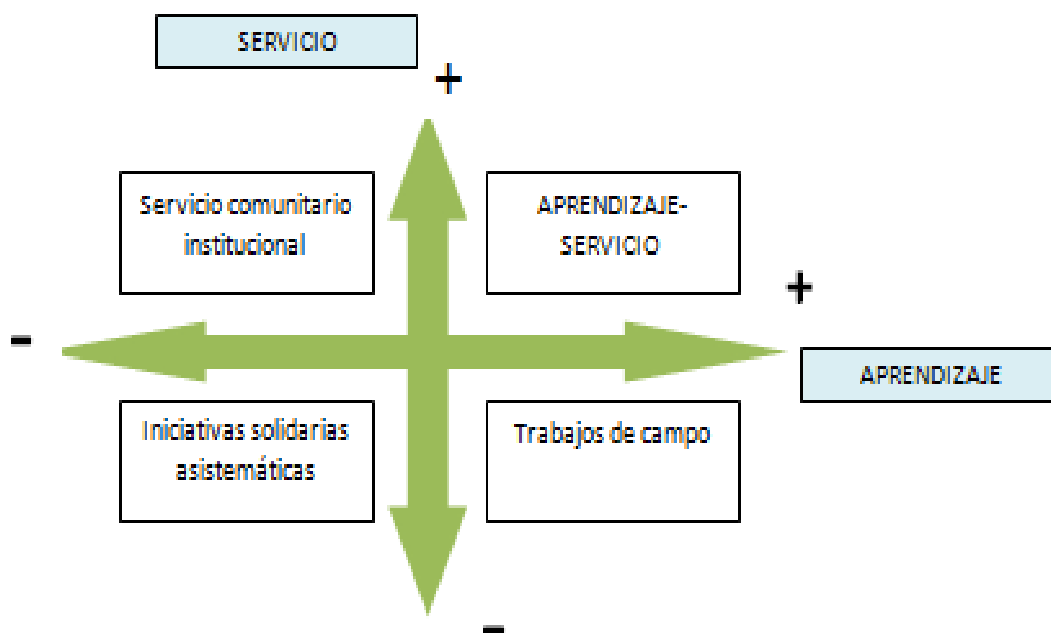 SERVICIO
+
Servicio comunitario
institucional
APRENDIZAJE-
SERVICIO
+
-
APRENDIZAJE
Iniciativas solidarias
asistemáticas
Trabajos de campo
-